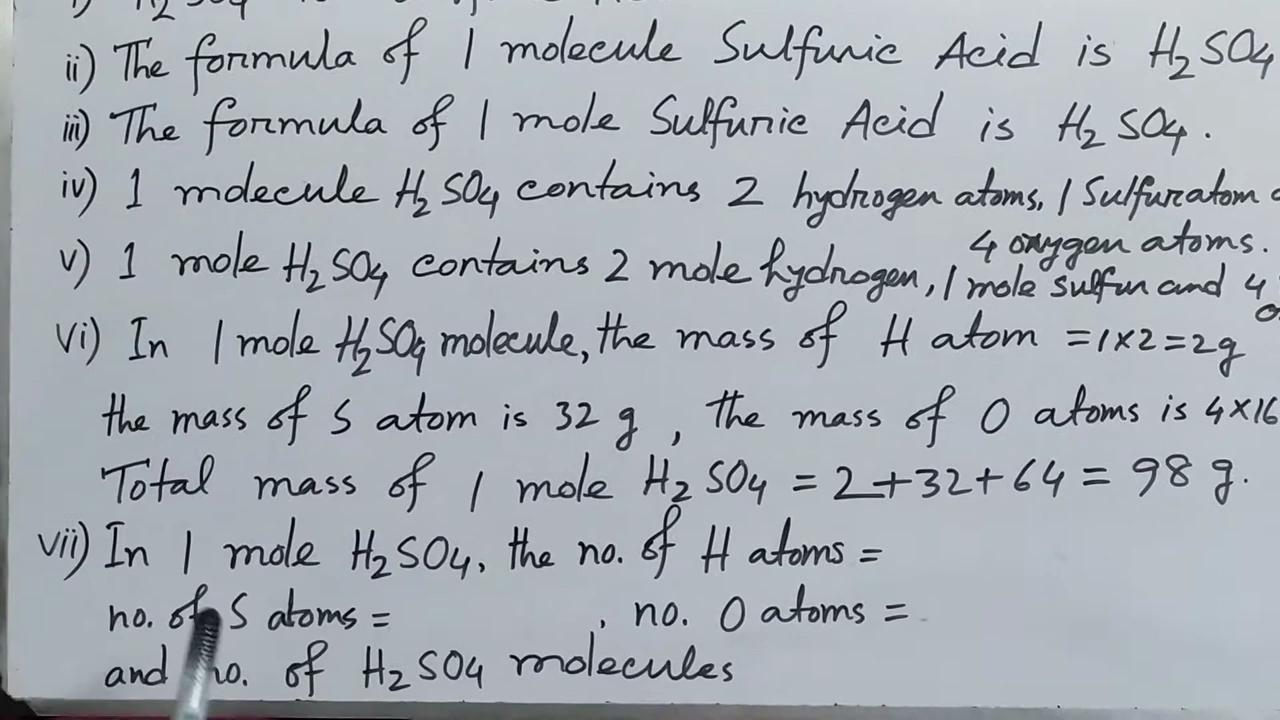 ii) The formula of 1 molecule Sulfuric Acid is H₂SO₄
iii) The formula of 1 mole Sulfuric Acid is H₂SO₄.
iv) 1 molecule H₂SO₄ contains 2 hydrogen atoms, 1 Sulfur atom
4 oxygen atoms.
v) 1 mole H₂SO₄ contains 2 mole hydrogen, 1 mole sulfur and 4
vi) In 1 mole H₂SO₄ molecule, the mass of H atom = 1×2=2g
the mass of S atom is 32 g, the mass of O atoms is 4×16
Total mass of 1 mole H₂SO₄ = 2+32+64 = 98 g.
vii) In 1 mole H₂SO₄, the no. of H atoms =
no. of S atoms = , no. O atoms =
and no. of H₂SO₄ molecules